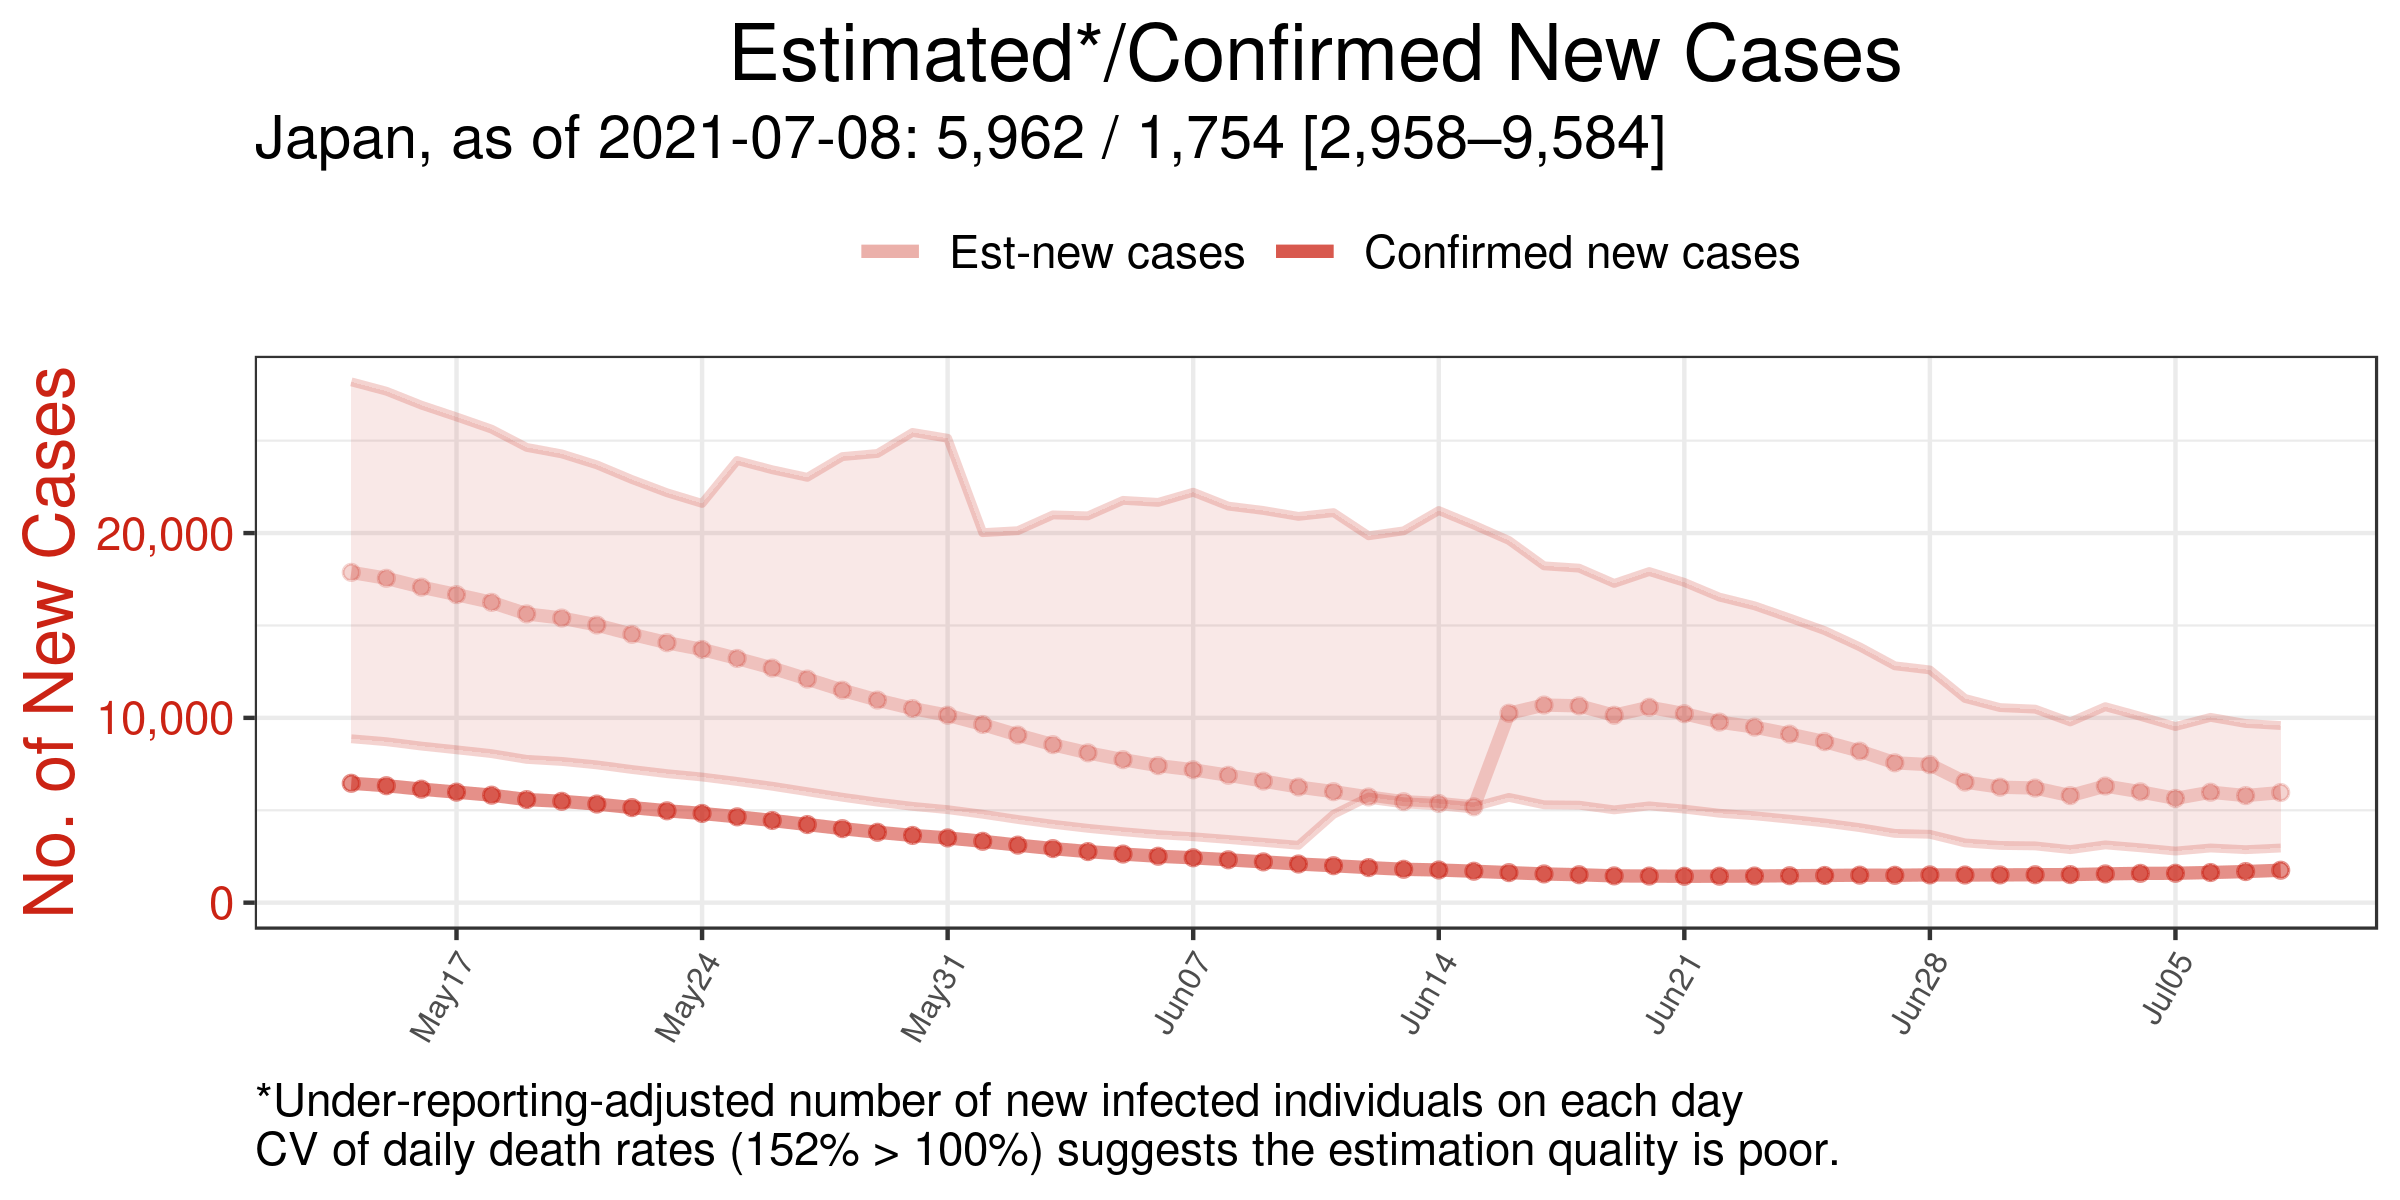 Estimated*/Confirmed New Cases
Japan, as of 2021-07-08: 5,962 / 1,754 [2,958–9,584]
Est-new cases
Confirmed new cases
No. of New Cases
20,000
10,000
0
May17
May24
May31
Jun07
Jun14
Jun21
Jun28
Jul05
*Under-reporting-adjusted number of new infected individuals on each day
CV of daily death rates (152% > 100%) suggests the estimation quality is poor.